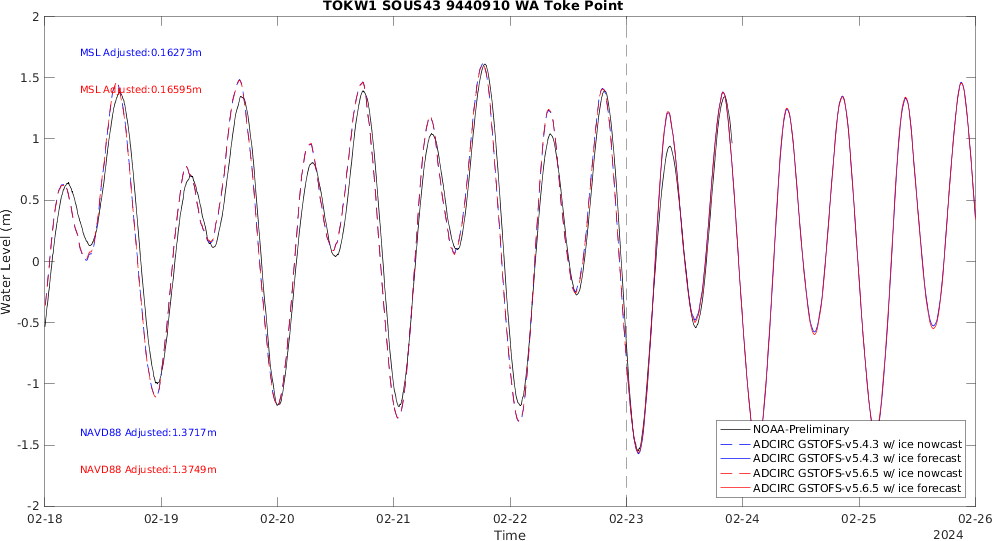 TOKW1 SOUS43 9440910 WA Toke Point
2
1.5
1
0.5
0
-0.5
-1
-1.5
-2
Water Level (m)
MSL Adjusted:0.16273m
MSL Adjusted:0.16595m
NAVD88 Adjusted:1.3717m
NAVD88 Adjusted:1.3749m
NOAA-Preliminary
ADCIRC GSTOFS-v5.4.3 w/ ice nowcast
ADCIRC GSTOFS-v5.4.3 w/ ice forecast
ADCIRC GSTOFS-v5.6.5 w/ ice nowcast
ADCIRC GSTOFS-v5.6.5 w/ ice forecast
02-18 02-19 02-20 02-21 02-22 02-23 02-24 02-25 02-26
Time
2024